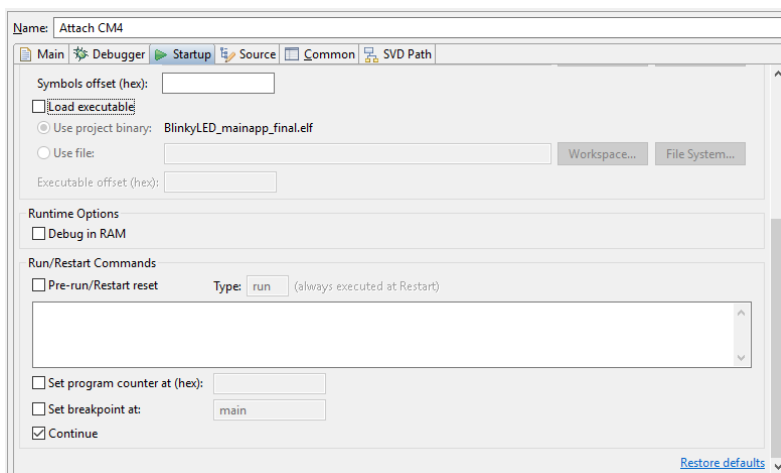 Name: Attach CM4
Main Debugger Startup Source Common SVD Path
Symbols offset (hex):
Load executable
Use project binary: BlinkyLED_mainapp_final.elf
Use file: Workspace... File System...
Executable offset (hex):
Runtime Options
Debug in RAM
Run/Restart Commands
Pre-run/Restart reset Type: run (always executed at Restart)
Set program counter at (hex):
Set breakpoint at: main
Continue
Restore defaults